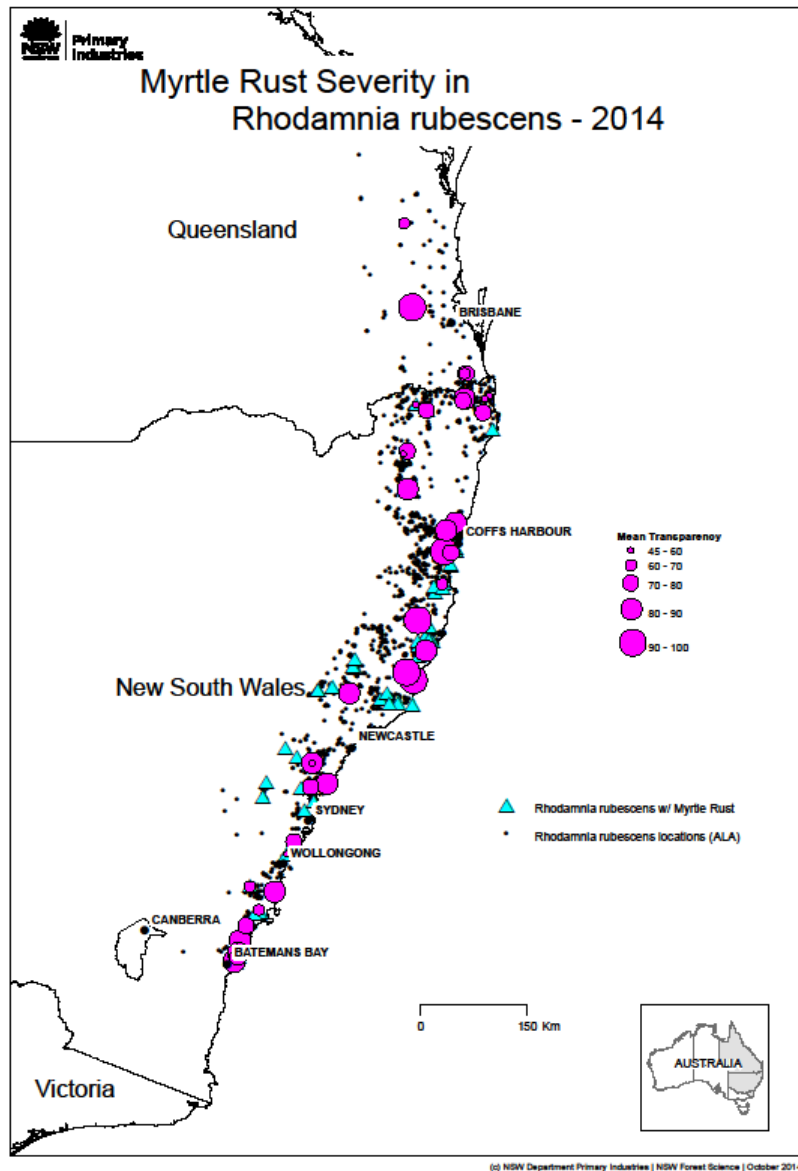 NSW
Primary
Industries
Myrtle Rust Severity in
Rhodamnia rubescens - 2014
Queensland
BRISBANE
COFFS HARBOUR
Mean Transparency
45 - 60
60 - 70
70 - 80
80 - 90
90 - 100
New South Wales
NEWCASTLE
Rhodamnia rubescens w/ Myrtle Rust
SYDNEY
Rhodamnia rubescens locations (ALA)
WOLLONGONG
CANBERRA
BATEMANS BAY
0 150 Km
AUSTRALIA
Victoria
(c) NSW Department Primary Industries | NSW Forest Science | October 2014